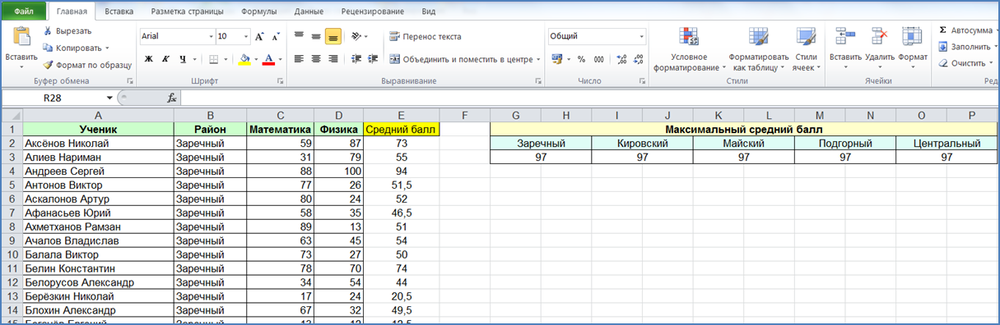 Файл Главная Вставка Разметка страницы Формулы Данные Рецензирование Вид
Вставить
Вырезать
Копировать
Формат по образцу
Буфер обмена
Arial 10
Ж К Ч
Шрифт
Перенос текста
Объединить и поместить в центре
Выравнивание
Общий
% 000
Число
Условное форматирование
Форматировать как таблицу
Стили ячеек
Стили
Вставить Удалить Формат
Ячейки
Σ Автосумма
Заполнить
Очистить
Ред
R28 fx
A B C D E F G H I J K L M N O P
1 Ученик Район Математика Физика Средний балл Максимальный средний балл
2 Аксёнов Николай Заречный 59 87 73 Заречный Кировский Майский Подгорный Центральный
3 Алиев Нариман Заречный 31 79 55 97 97 97 97 97
4 Андреев Сергей Заречный 88 100 94
5 Антонов Виктор Заречный 77 26 51,5
6 Аскалонов Артур Заречный 80 24 52
7 Афанасьев Юрий Заречный 58 35 46,5
8 Ахметханов Рамзан Заречный 89 13 51
9 Ачалов Владислав Заречный 63 45 54
10 Балала Виктор Заречный 73 27 50
11 Белин Константин Заречный 78 70 74
12 Белорусов Александр Заречный 34 54 44
13 Берёзкин Николай Заречный 17 24 20,5
14 Блохин Александр Заречный 67 32 49,5